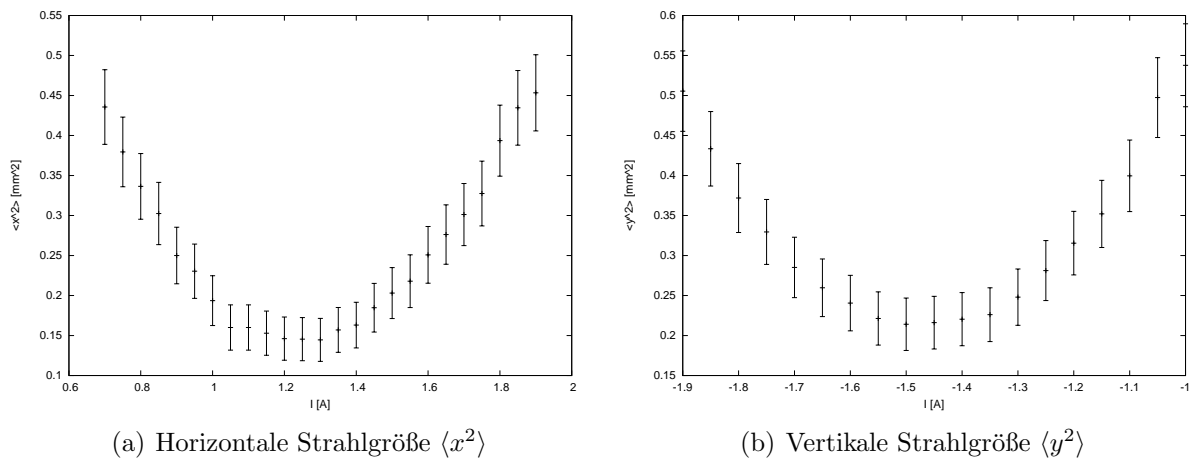 0.55
0.5
0.45
0.4
0.35
0.3
0.25
0.2
0.15
0.1
<x^2> [mm^2]
0.6 0.8 1 1.2 1.4 1.6 1.8 2
I [A]
(a) Horizontale Strahlgröße ⟨x²⟩
0.6
0.55
0.5
0.45
0.4
0.35
0.3
0.25
0.2
0.15
<y^2> [mm^2]
-1.9 -1.8 -1.7 -1.6 -1.5 -1.4 -1.3 -1.2 -1.1 -1
I [A]
(b) Vertikale Strahlgröße ⟨y²⟩